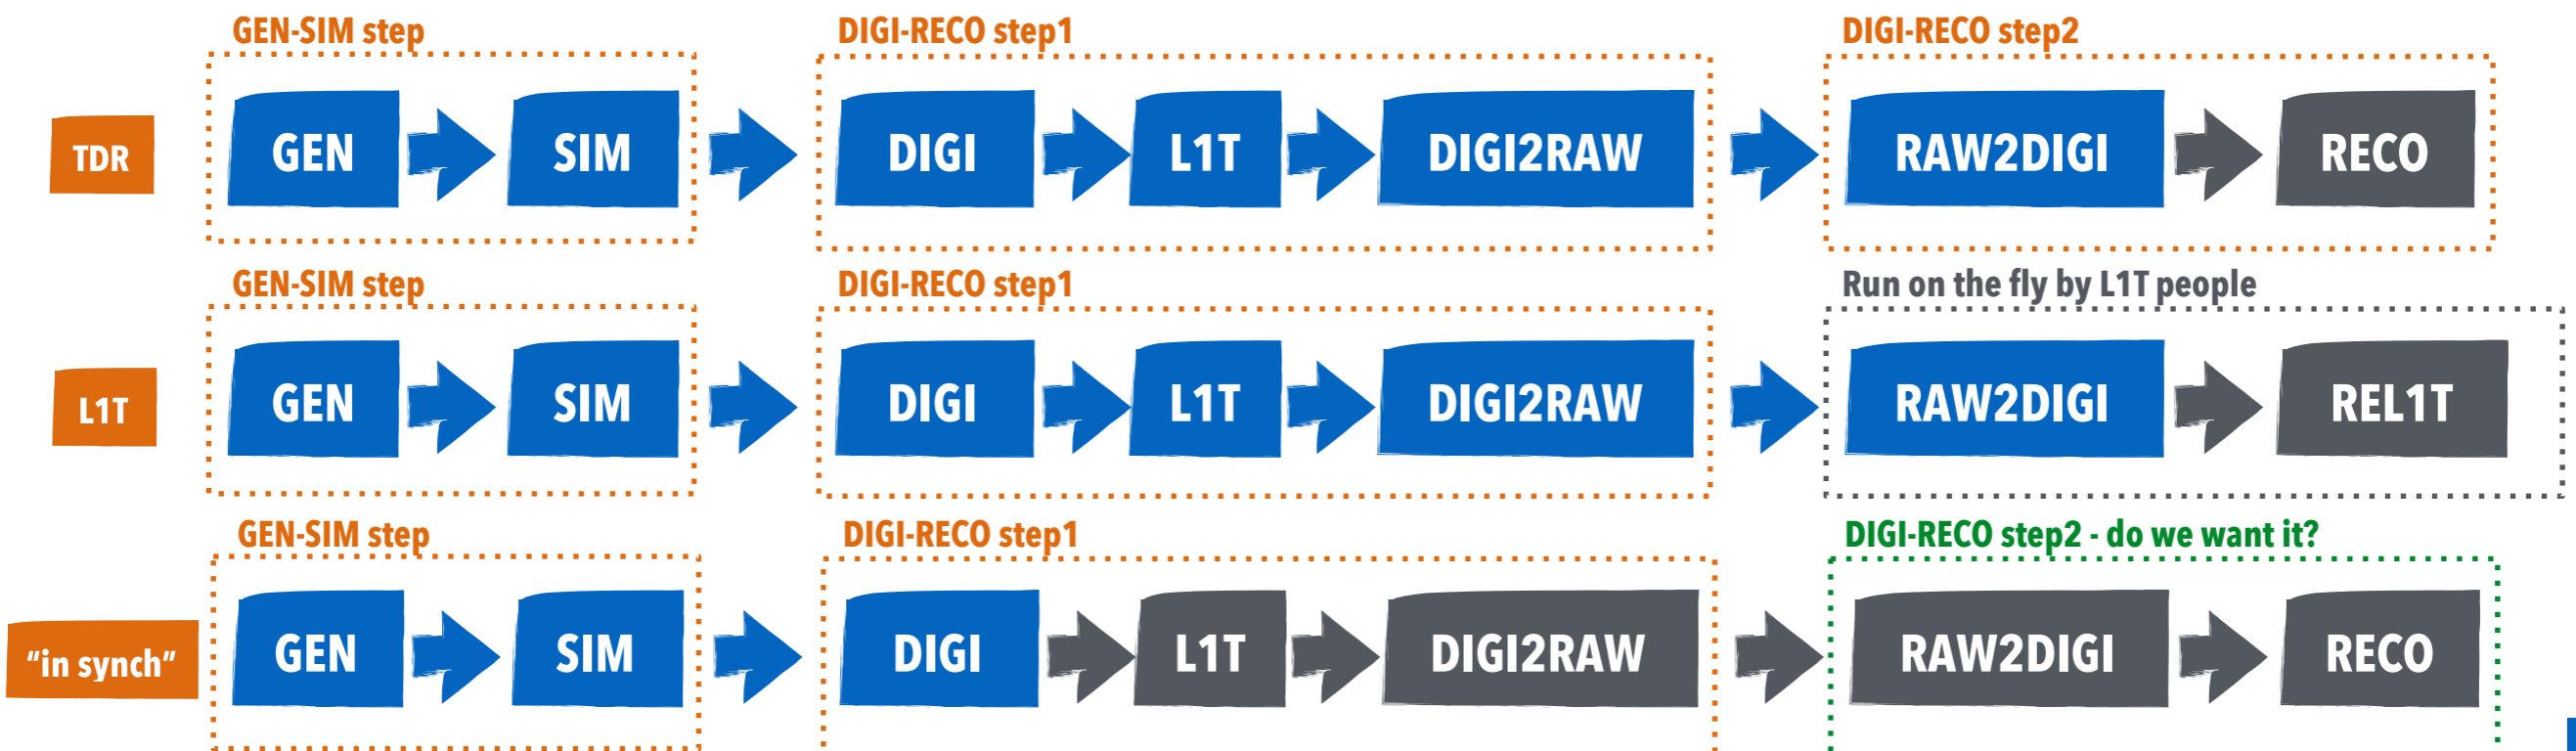 GEN-SIM step DIGI-RECO step1 DIGI-RECO step2
TDR GEN SIM DIGI L1T DIGI2RAW RAW2DIGI RECO
GEN-SIM step DIGI-RECO step1 Run on the fly by L1T people
L1T GEN SIM DIGI L1T DIGI2RAW RAW2DIGI REL1T
GEN-SIM step DIGI-RECO step1 DIGI-RECO step2 - do we want it?
“in synch” GEN SIM DIGI L1T DIGI2RAW RAW2DIGI RECO